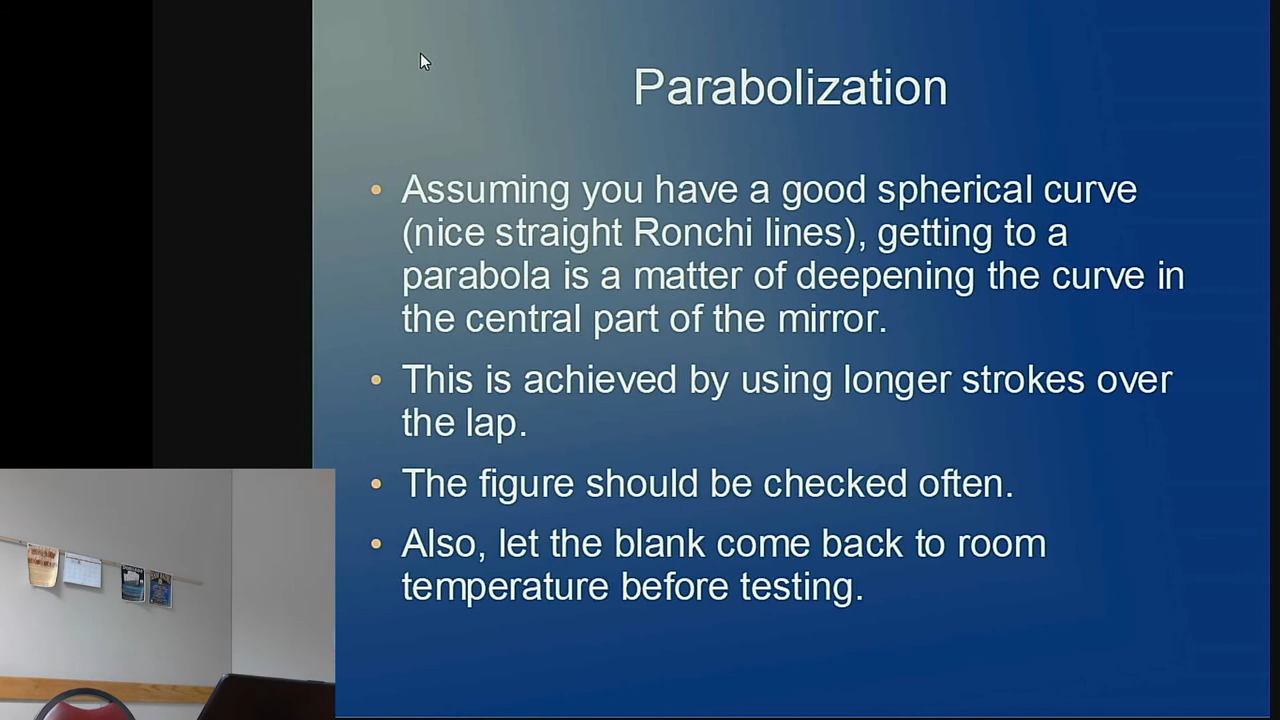 Parabolization
• Assuming you have a good spherical curve
(nice straight Ronchi lines), getting to a
parabola is a matter of deepening the curve in
the central part of the mirror.
• This is achieved by using longer strokes over
the lap.
• The figure should be checked often.
• Also, let the blank come back to room
temperature before testing.